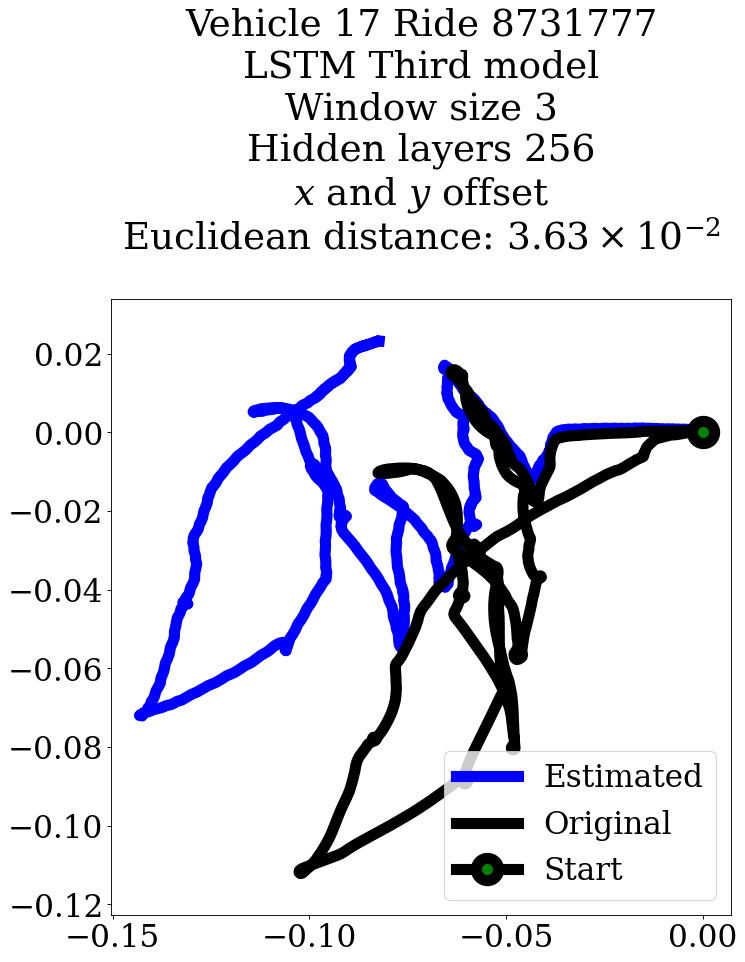 Vehicle 17 Ride 8731777
LSTM Third model
Window size 3
Hidden layers 256
x and y offset
Euclidean distance: 3.63 × 10⁻²
0.02
0.00
−0.02
−0.04
−0.06
−0.08
−0.10
−0.12
Estimated
Original
Start
−0.15
−0.10
−0.05
0.00